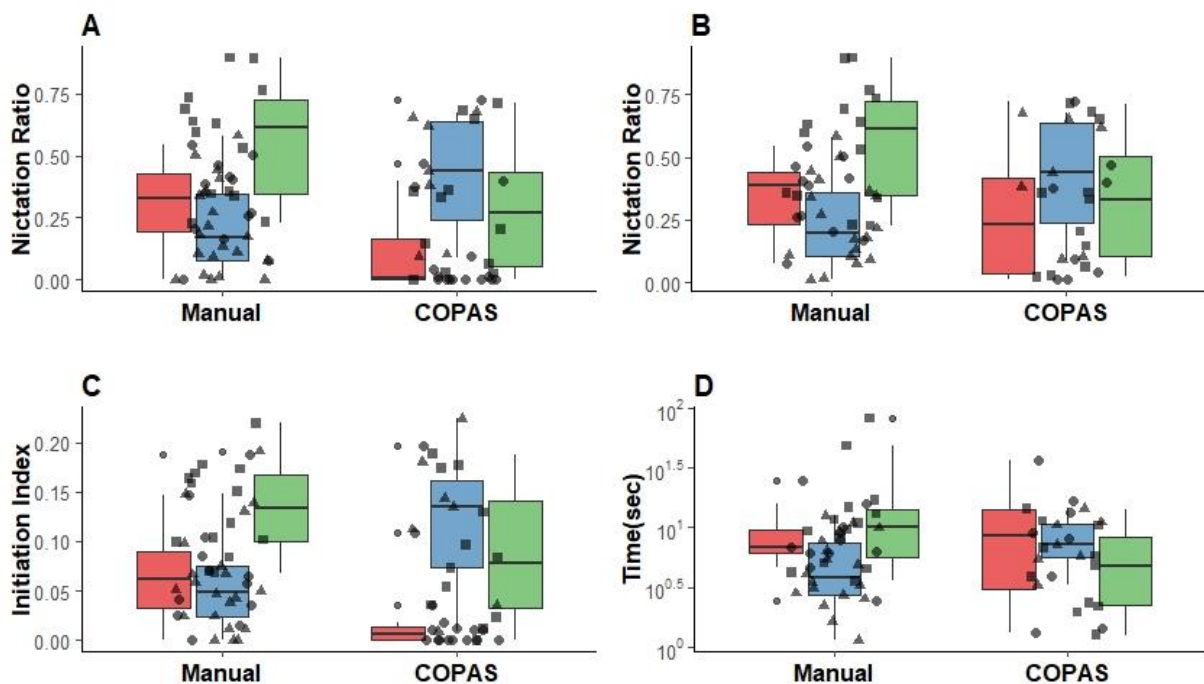 A
Nictation Ratio
0.75
0.50
0.25
0.00
Manual
COPAS
B
Nictation Ratio
0.75
0.50
0.25
0.00
Manual
COPAS
C
Initiation Index
0.20
0.15
0.10
0.05
0.00
Manual
COPAS
D
Time(sec)
10^2
10^1.5
10^1
10^0.5
10^0
Manual
COPAS